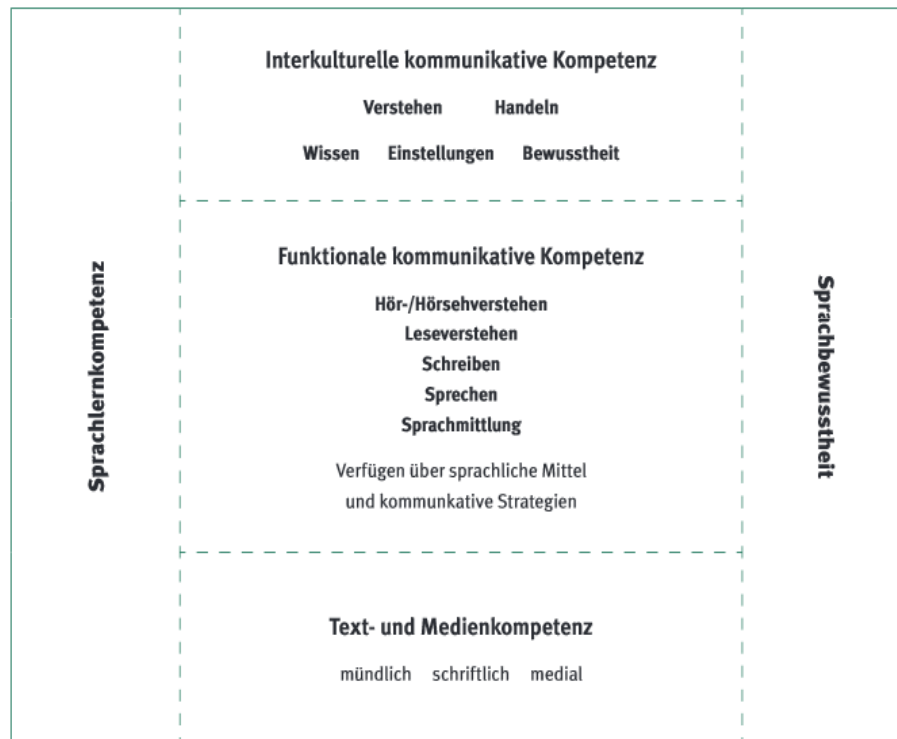 Interkulturelle kommunikative Kompetenz
Verstehen Handeln
Wissen Einstellungen Bewusstheit
Sprachlernkompetenz
Funktionale kommunikative Kompetenz
Hör-/Hörsehverstehen
Leseverstehen
Schreiben
Sprechen
Sprachmittlung
Verfügen über sprachliche Mittel
und kommunkative Strategien
Sprachbewusstheit
Text- und Medienkompetenz
mündlich schriftlich medial